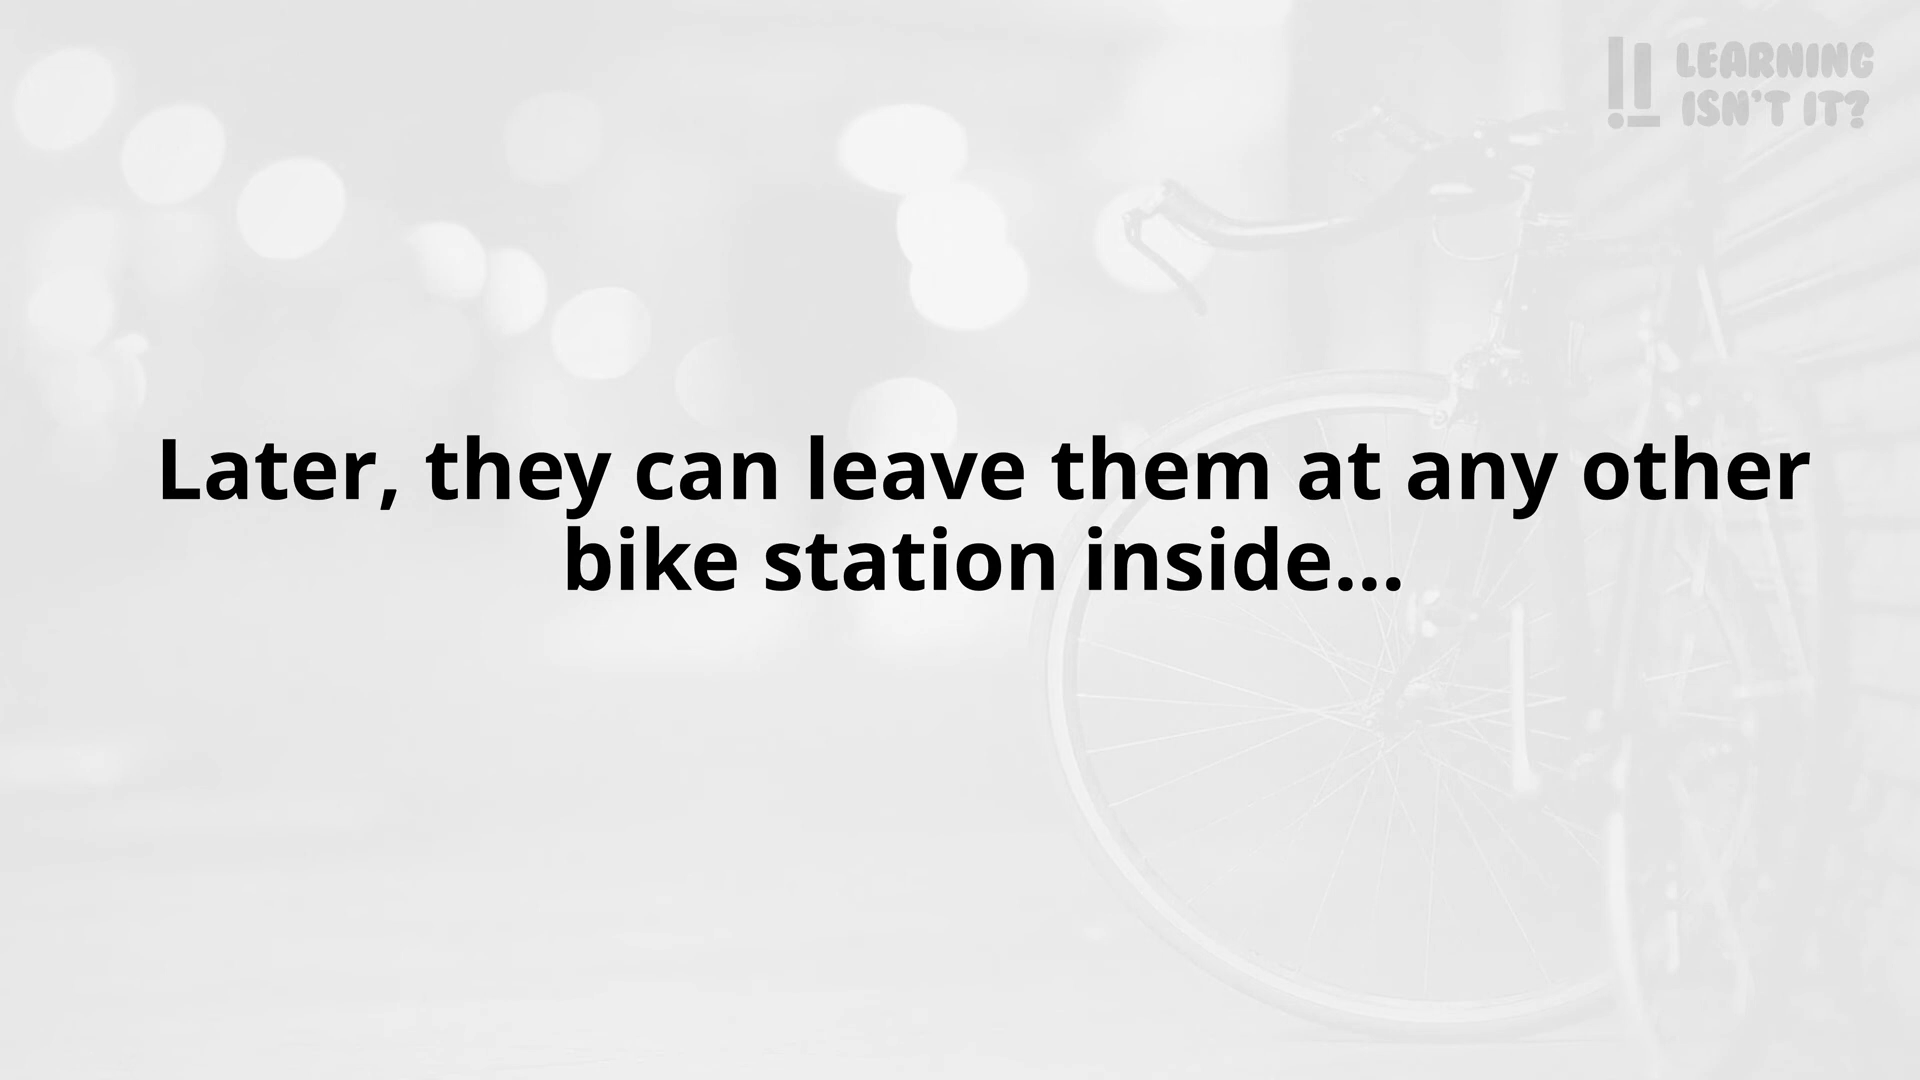 LEARNING
ISN'T IT?
Later, they can leave them at any other
bike station inside...